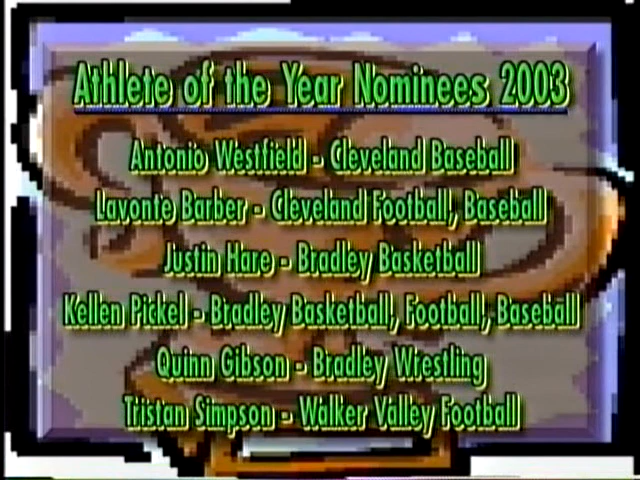 Athlete of the Year Nominees 2003
Antonio Westfield - Cleveland Baseball
Lavonte Barber - Cleveland Football, Baseball
Justin Hare - Bradley Basketball
Kellen Pickel - Bradley Basketball, Football, Baseball
Quinn Gibson - Bradley Wrestling
Tristan Simpson - Walker Valley Football